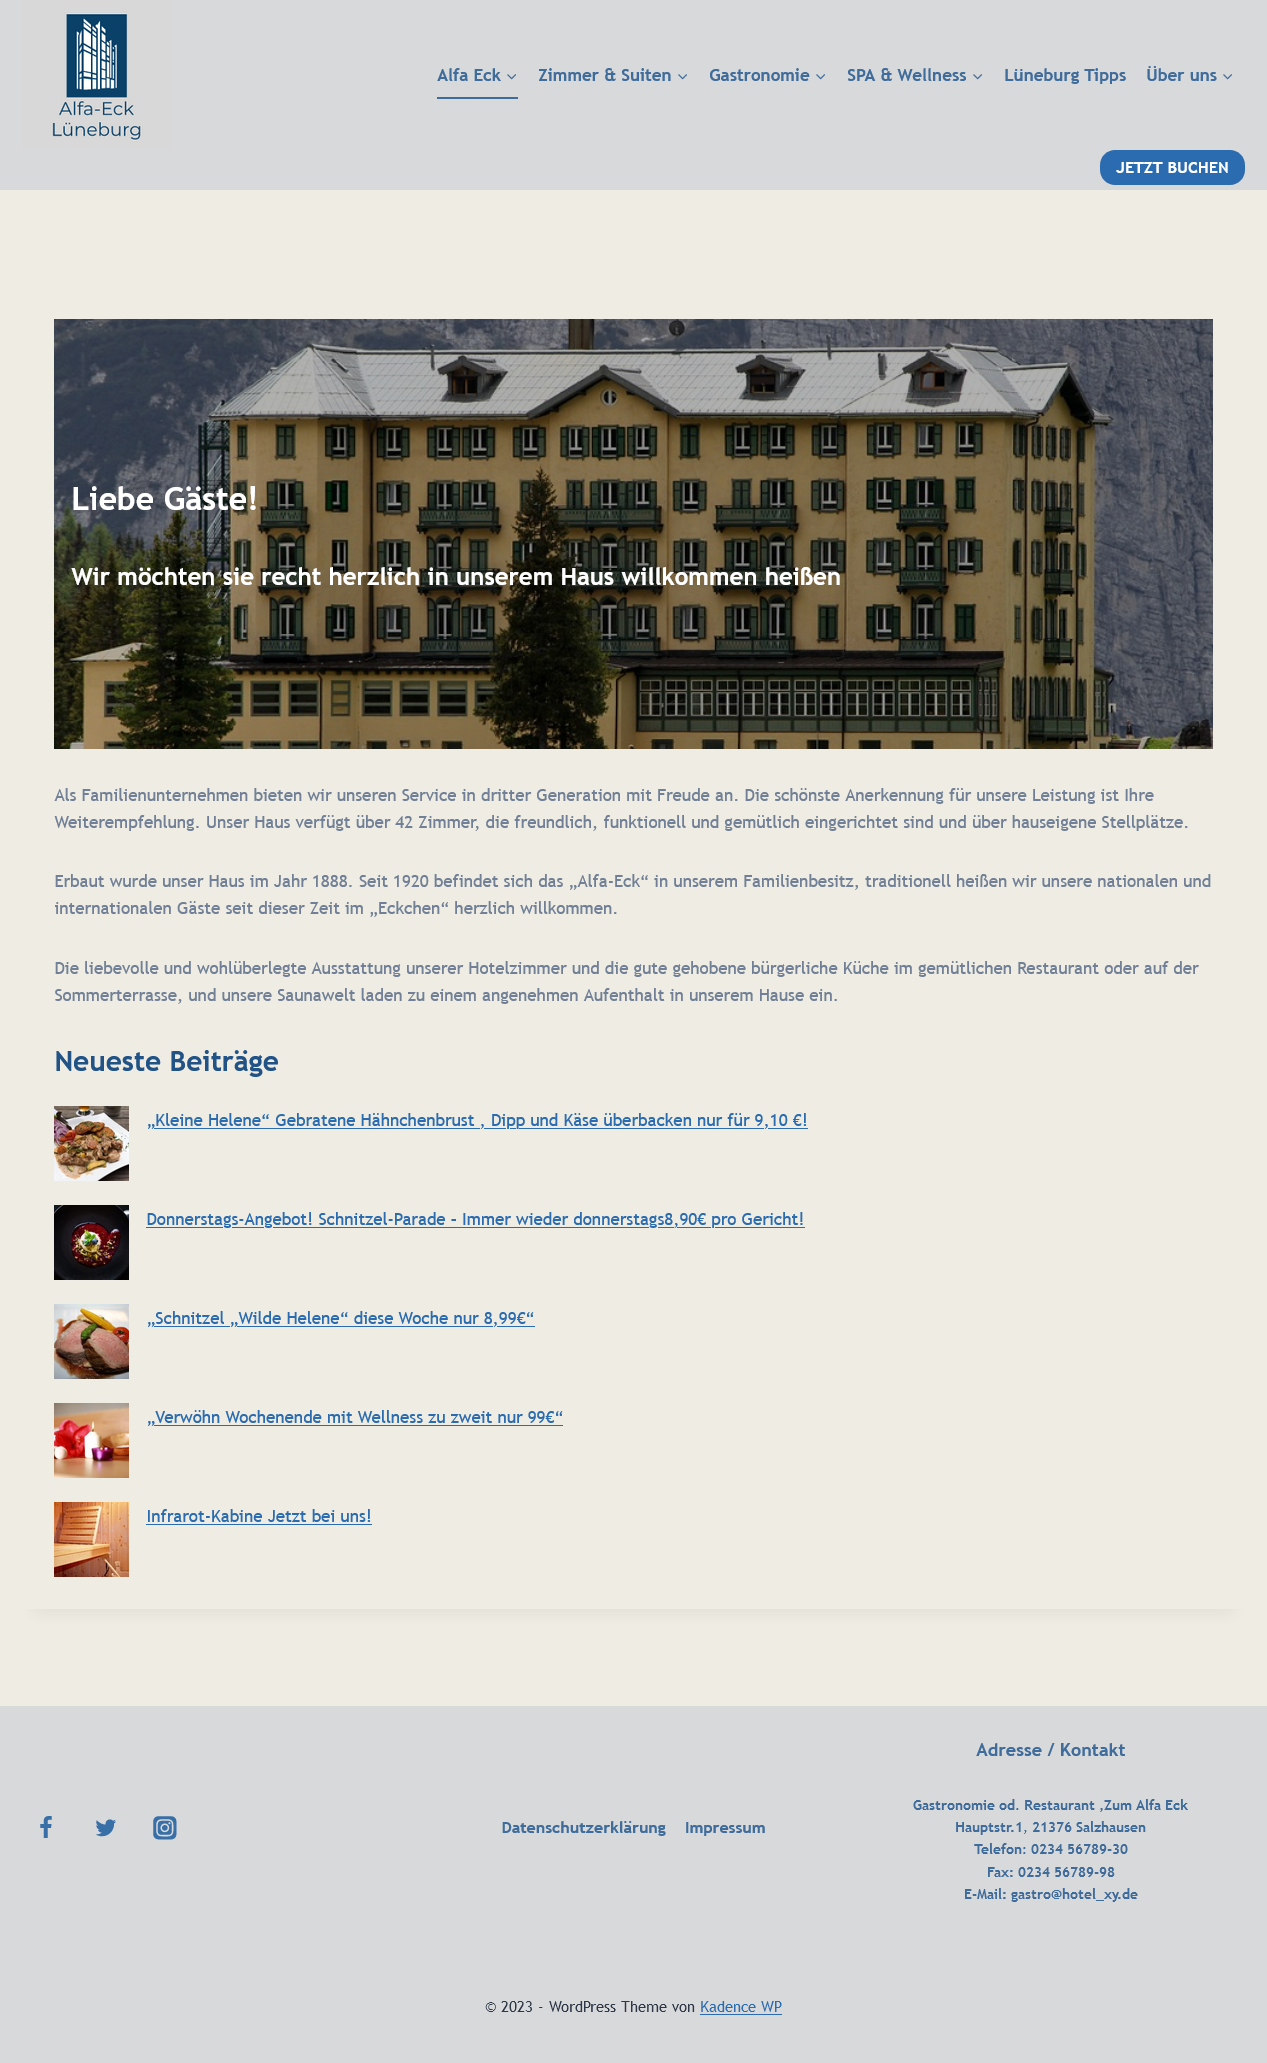 Alfa-Eck
Lüneburg
Alfa Eck
Zimmer & Suiten
Gastronomie
SPA & Wellness
Lüneburg Tipps
Über uns
JETZT BUCHEN
Liebe Gäste!
Wir möchten sie recht herzlich in unserem Haus willkommen heißen
Als Familienunternehmen bieten wir unseren Service in dritter Generation mit Freude an. Die schönste Anerkennung für unsere Leistung ist Ihre
Weiterempfehlung. Unser Haus verfügt über 42 Zimmer, die freundlich, funktionell und gemütlich eingerichtet sind und über hauseigene Stellplätze.
Erbaut wurde unser Haus im Jahr 1888. Seit 1920 befindet sich das „Alfa-Eck“ in unserem Familienbesitz, traditionell heißen wir unsere nationalen und
internationalen Gäste seit dieser Zeit im „Eckchen“ herzlich willkommen.
Die liebevolle und wohlüberlegte Ausstattung unserer Hotelzimmer und die gute gehobene bürgerliche Küche im gemütlichen Restaurant oder auf der
Sommerterrasse, und unsere Saunawelt laden zu einem angenehmen Aufenthalt in unserem Hause ein.
Neueste Beiträge
„Kleine Helene“ Gebratene Hähnchenbrust , Dipp und Käse überbacken nur für 9,10 €!
Donnerstags-Angebot! Schnitzel-Parade – Immer wieder donnerstags8,90€ pro Gericht!
„Schnitzel „Wilde Helene“ diese Woche nur 8,99€“
„Verwöhn Wochenende mit Wellness zu zweit nur 99€“
Infrarot-Kabine Jetzt bei uns!
Datenschutzerklärung
Impressum
Adresse / Kontakt
Gastronomie od. Restaurant ‚Zum Alfa Eck
Hauptstr.1, 21376 Salzhausen
Telefon: 0234 56789-30
Fax: 0234 56789-98
E-Mail: gastro@hotel_xy.de
© 2023 - WordPress Theme von Kadence WP